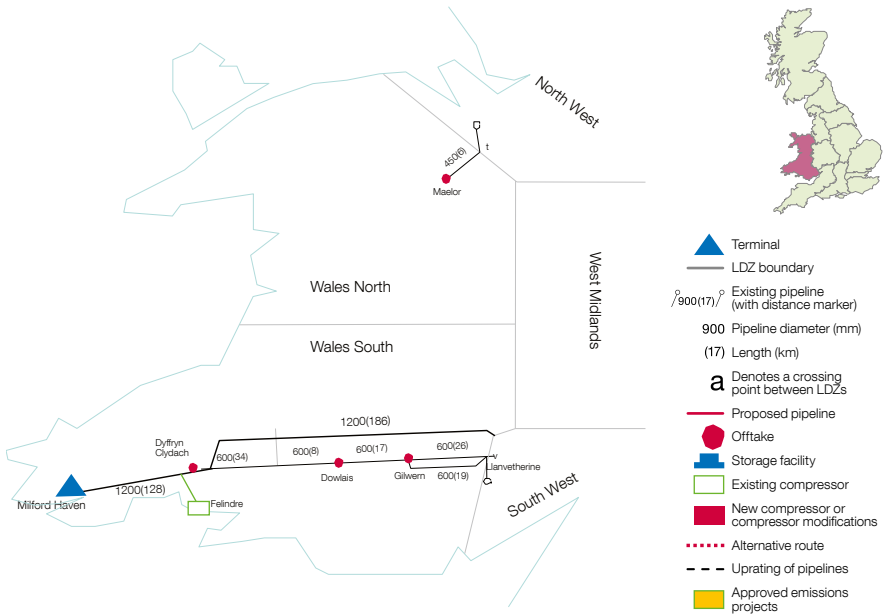 North West
t
450(6)
Maelor
Wales North
West Midlands
Wales South
1200(186)
Dyffryn
Clydach
600(34)
600(8)
600(17)
600(26)
v
Llanvetherine
Dowlais
Gilwern
600(19)
Milford Haven
1200(128)
Felindre
South West
Terminal
LDZ boundary
900(17)
Existing pipeline
(with distance marker)
900 Pipeline diameter (mm)
(17) Length (km)
a Denotes a crossing
point between LDZs
Proposed pipeline
Offtake
Storage facility
Existing compressor
New compressor or
compressor modifications
Alternative route
Uprating of pipelines
Approved emissions
projects